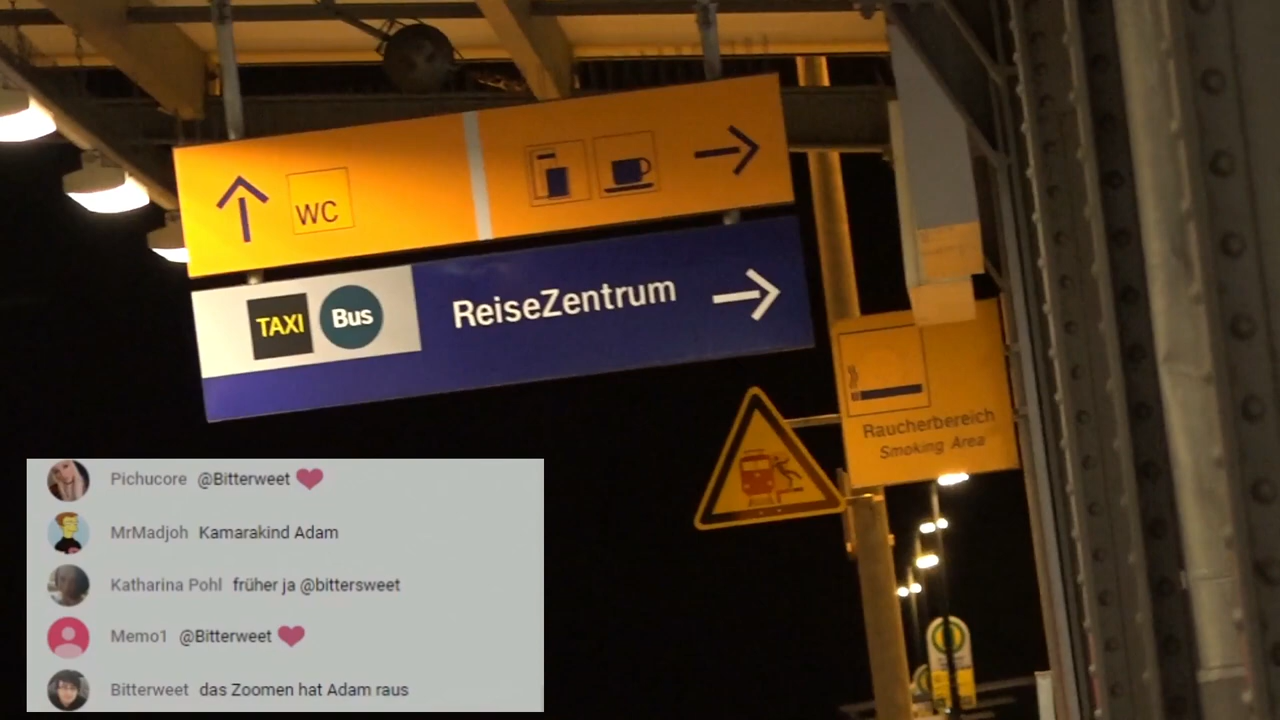 WC
TAXI Bus ReiseZentrum
Raucherbereich
Smoking Area
H
H
Pichucore @Bitterweet ❤
MrMadjoh Kamarakind Adam
Katharina Pohl früher ja @bittersweet
Memo1 @Bitterweet ❤
Bitterweet das Zoomen hat Adam raus